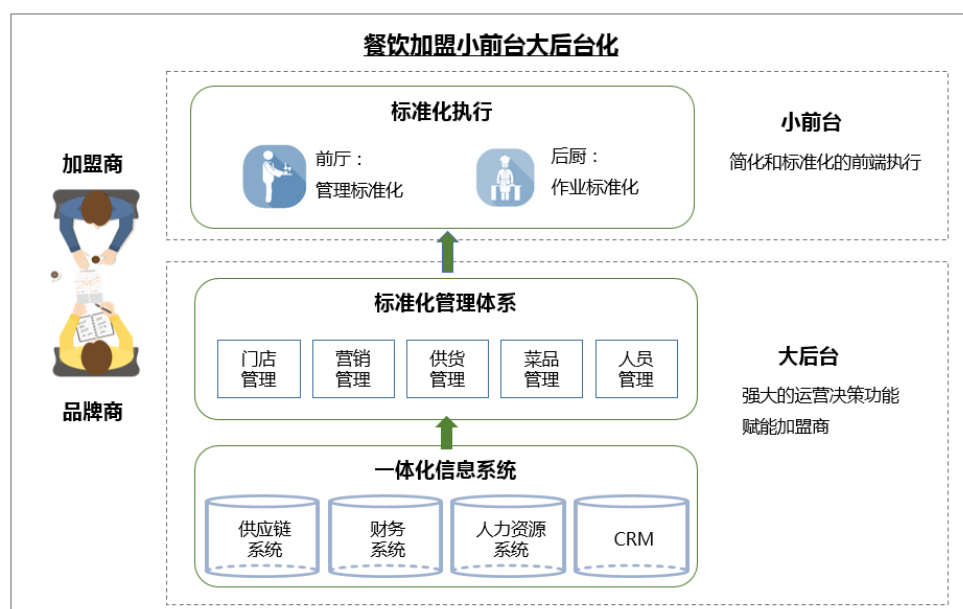 餐饮加盟小前台大后台化
标准化执行
前厅：
管理标准化
后厨：
作业标准化
小前台
简化和标准化的前端执行
加盟商
品牌商
标准化管理体系
门店
管理
营销
管理
供货
管理
菜品
管理
人员
管理
大后台
强大的运营决策功能
赋能加盟商
一体化信息系统
供应链
系统
财务
系统
人力资源
系统
CRM